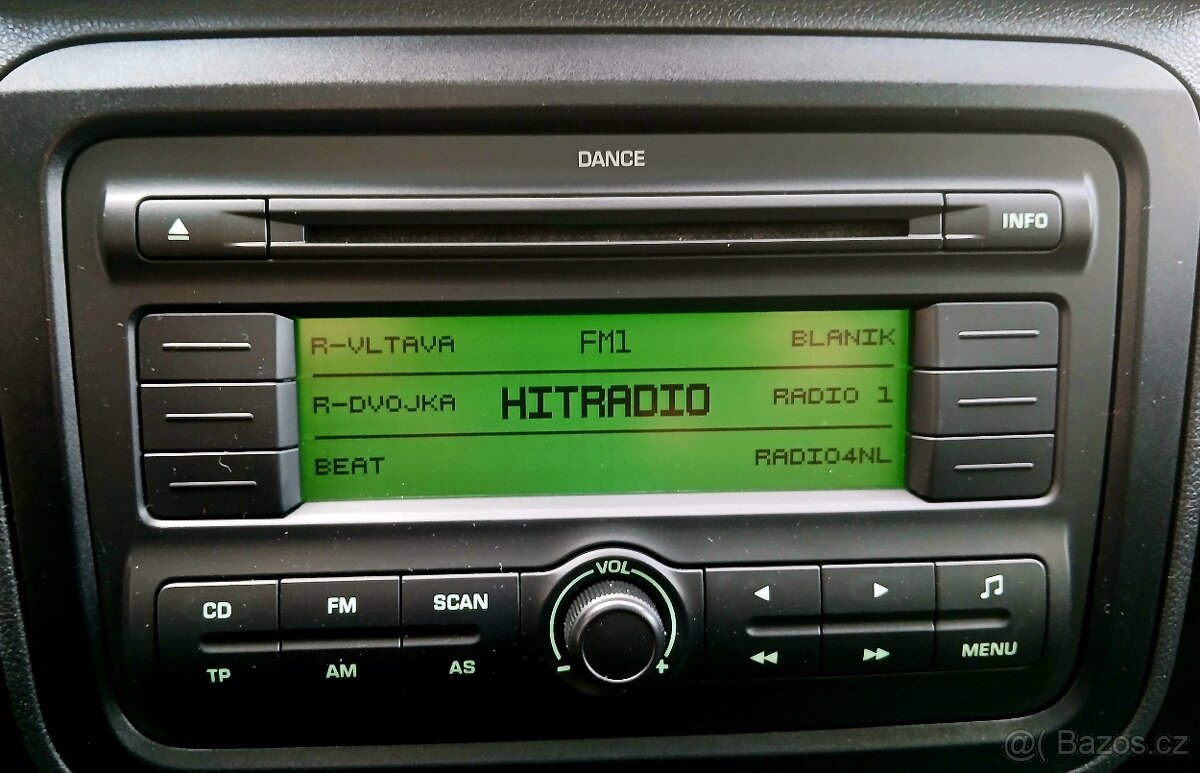 DANCE
INFO
R-VLTAVA FM1 BLANIK
R-DVOJKA HITRADIO RADIO 1
BEAT RADIO4NL
VOL
CD FM SCAN
TP AM AS - + MENU
@( Bazos.cz